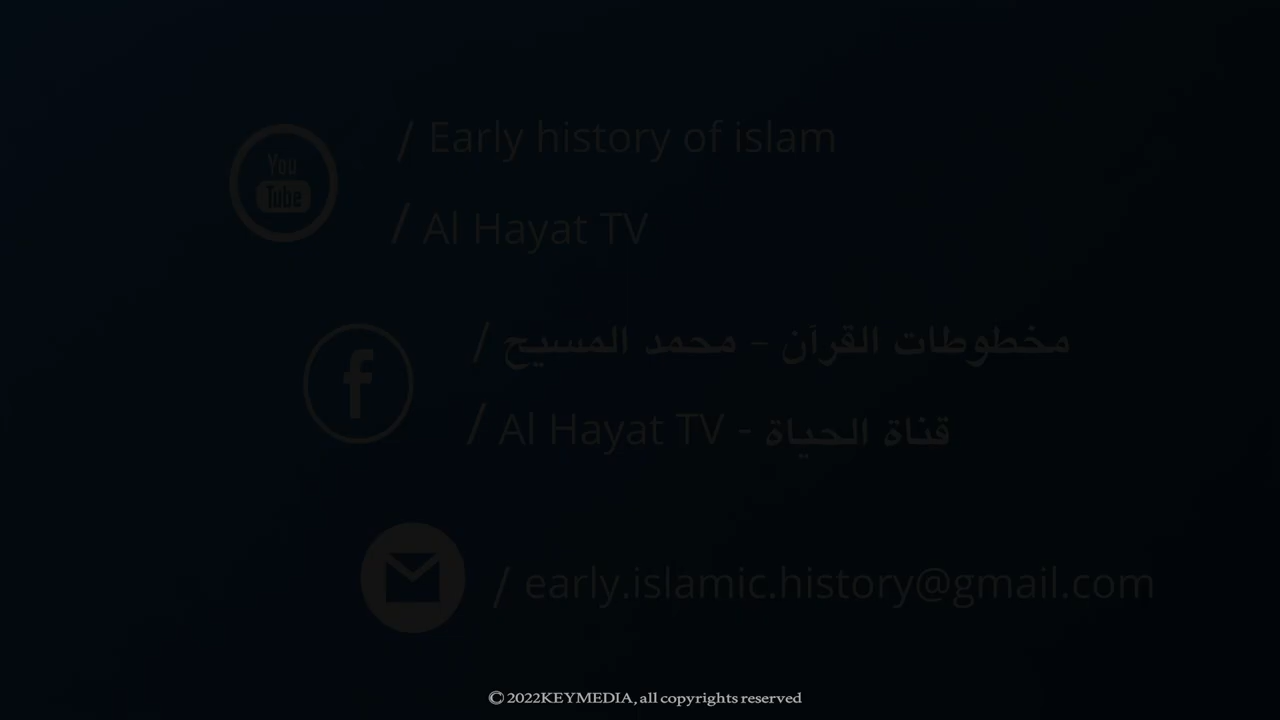 You
Tube
/ Early history of islam
/ Al Hayat TV
/ مخطوطات القرآن - محمد المسيح
/ Al Hayat TV - قناة الحياة
/ early.islamic.history@gmail.com
© 2022KEYMEDIA, all copyrights reserved